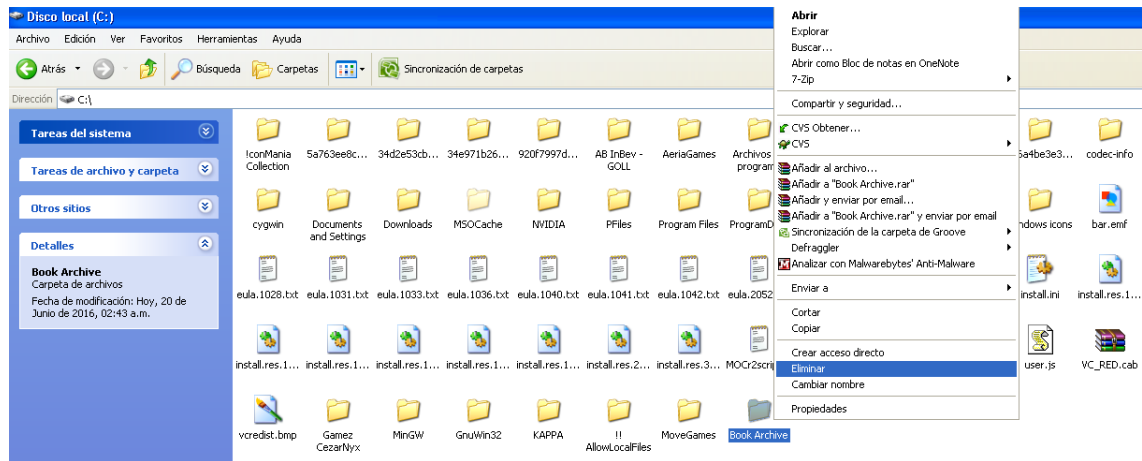 Disco local (C:)
Archivo Edición Ver Favoritos Herramientas Ayuda
Atrás Búsqueda Carpetas Sincronización de carpetas
Dirección C:\
Tareas del sistema
Tareas de archivo y carpeta
Otros sitios
Detalles
Book Archive
Carpeta de archivos
Fecha de modificación: Hoy, 20 de
Junio de 2016, 02:43 a.m.
!conMania
Collection
5a763ee8c...
34d2e53cb...
34e971b26...
920f7997d...
AB InBev -
GOLL
AeriaGames
Archivos
program
5a4be3e3...
codec-info
cygwin
Documents
and Settings
Downloads
MSOCache
NVIDIA
PFiles
Program Files
ProgramD
ndows icons
bar.emf
eula.1028.txt
eula.1031.txt
eula.1033.txt
eula.1036.txt
eula.1040.txt
eula.1041.txt
eula.1042.txt
eula.2052
install.ini
install.res.1...
install.res.1...
install.res.1...
install.res.1...
install.res.1...
install.res.1...
install.res.2...
install.res.3...
MOCr2scrip
user.js
VC_RED.cab
vcredist.bmp
Gamez
CezarNyx
MinGW
GnuWin32
KAPPA
!!
AllowLocalFiles
MoveGames
Book Archive
Abrir
Explorar
Buscar...
Abrir como Bloc de notas en OneNote
7-Zip
Compartir y seguridad...
CVS Obtener...
CVS
Añadir al archivo...
Añadir a "Book Archive.rar"
Añadir y enviar por email...
Añadir a "Book Archive.rar" y enviar por email
Sincronización de la carpeta de Groove
Defraggler
Analizar con Malwarebytes' Anti-Malware
Enviar a
Cortar
Copiar
Crear acceso directo
Eliminar
Cambiar nombre
Propiedades